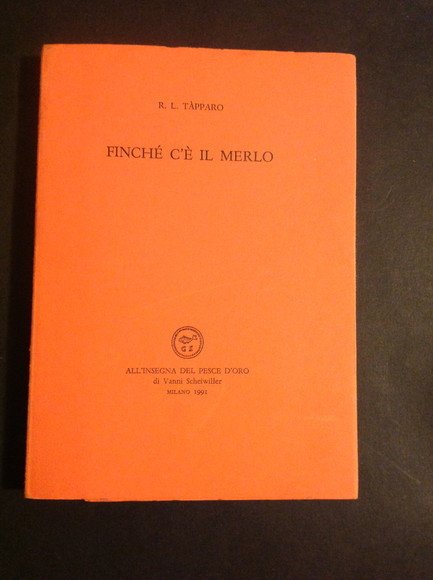 R. L. TÀPPARO
FINCHÉ C'È IL MERLO
G S
ALL'INSEGNA DEL PESCE D'ORO
di Vanni Scheiwiller
MILANO 1991